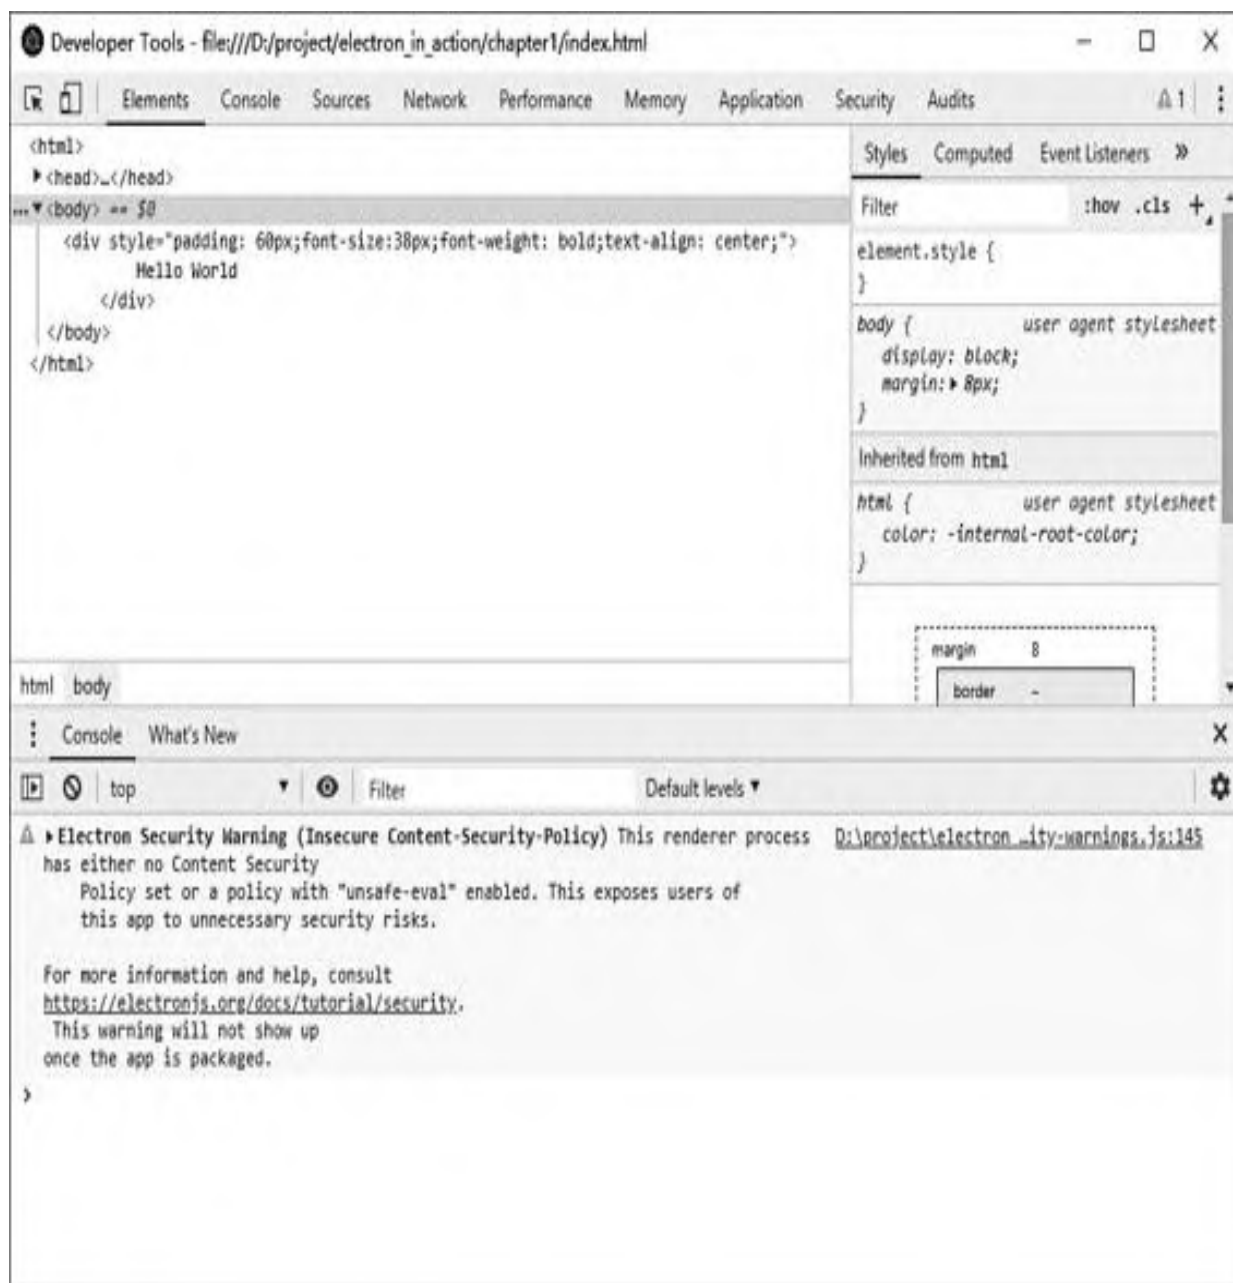 Developer Tools - file:///D:/project/electron_in_action/chapter1/index.html
Elements Console Sources Network Performance Memory Application Security Audits 1
<html>
<head>…</head>
… <body> == $0
<div style="padding: 60px;font-size:38px;font-weight: bold;text-align: center;">
Hello World
</div>
</body>
</html>
html body
Styles Computed Event Listeners »
Filter :hov .cls +
element.style {
}
body { user agent stylesheet
display: block;
margin: 8px;
}
Inherited from html
html { user agent stylesheet
color: -internal-root-color;
}
margin 8
border -
Console What's New
top Filter Default levels
Electron Security Warning (Insecure Content-Security-Policy) This renderer process D:\project\electron …ity-warnings.js:145
has either no Content Security
Policy set or a policy with "unsafe-eval" enabled. This exposes users of
this app to unnecessary security risks.
For more information and help, consult
https://electronjs.org/docs/tutorial/security.
This warning will not show up
once the app is packaged.